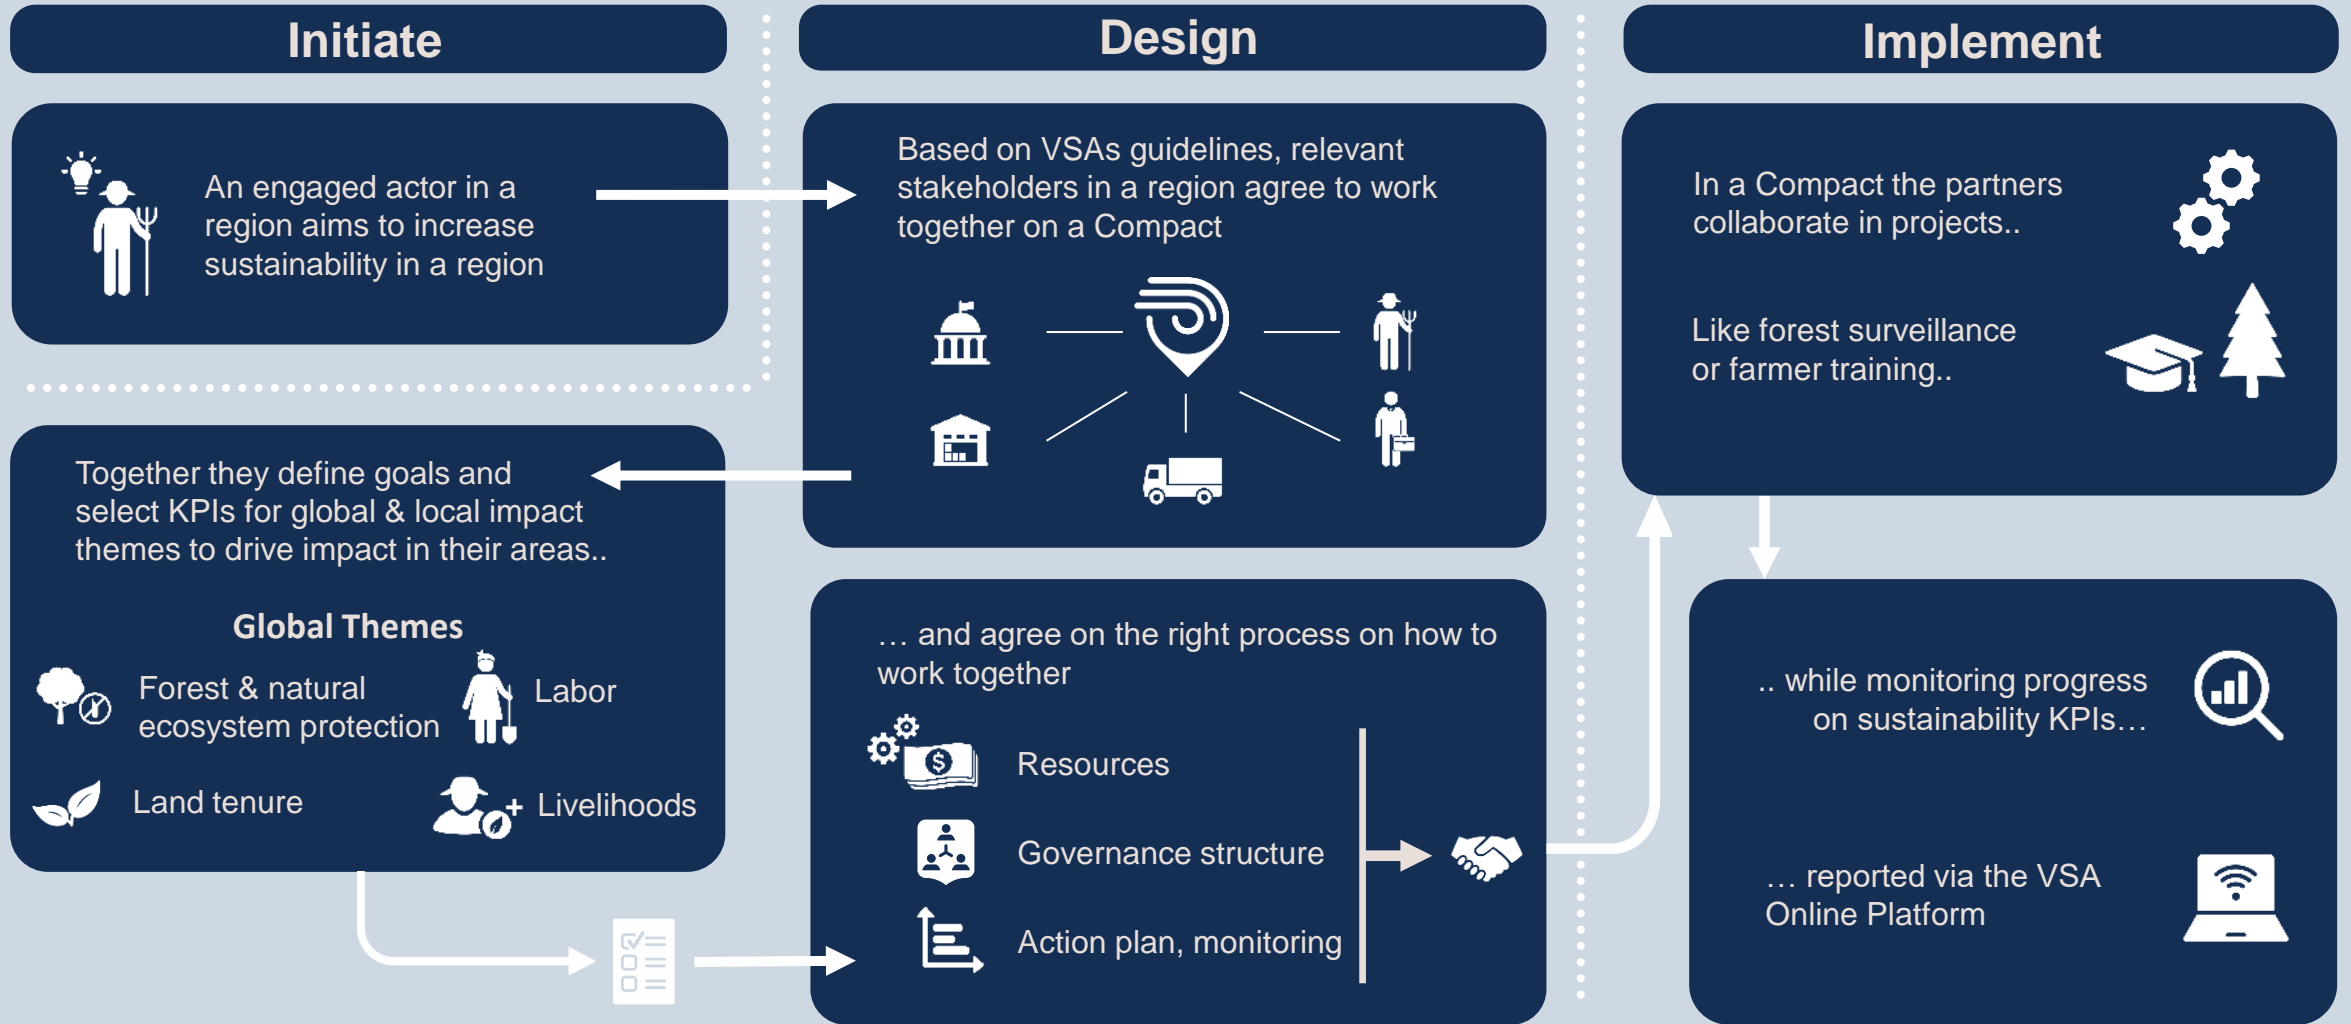 Initiate
An engaged actor in a
region aims to increase
sustainability in a region
Design
Based on VSAs guidelines, relevant
stakeholders in a region agree to work
together on a Compact
Together they define goals and
select KPIs for global & local impact
themes to drive impact in their areas..
Global Themes
Forest & natural
ecosystem protection
Labor
Land tenure
Livelihoods
… and agree on the right process on how to
work together
$
Resources
Governance structure
Action plan, monitoring
Implement
In a Compact the partners
collaborate in projects..
Like forest surveillance
or farmer training..
.. while monitoring progress
on sustainability KPIs…
… reported via the VSA
Online Platform